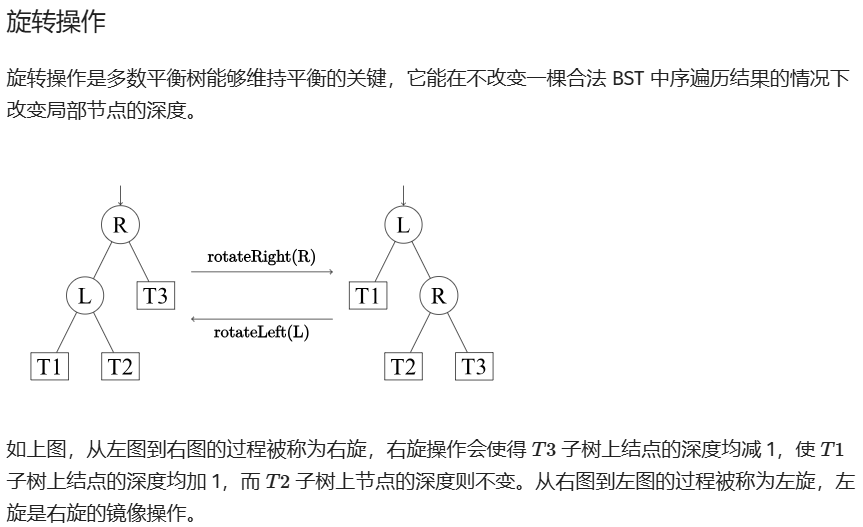 旋转操作
旋转操作是多数平衡树能够维持平衡的关键，它能在不改变一棵合法 BST 中序遍历结果的情况下
改变局部节点的深度。
R
L
rotateRight(R)
L
T3
T1
R
rotateLeft(L)
T1
T2
T2
T3
如上图，从左图到右图的过程被称为右旋，右旋操作会使得 T3 子树上结点的深度均减 1，使 T1
子树上结点的深度均加 1，而 T2 子树上节点的深度则不变。从右图到左图的过程被称为左旋，左
旋是右旋的镜像操作。